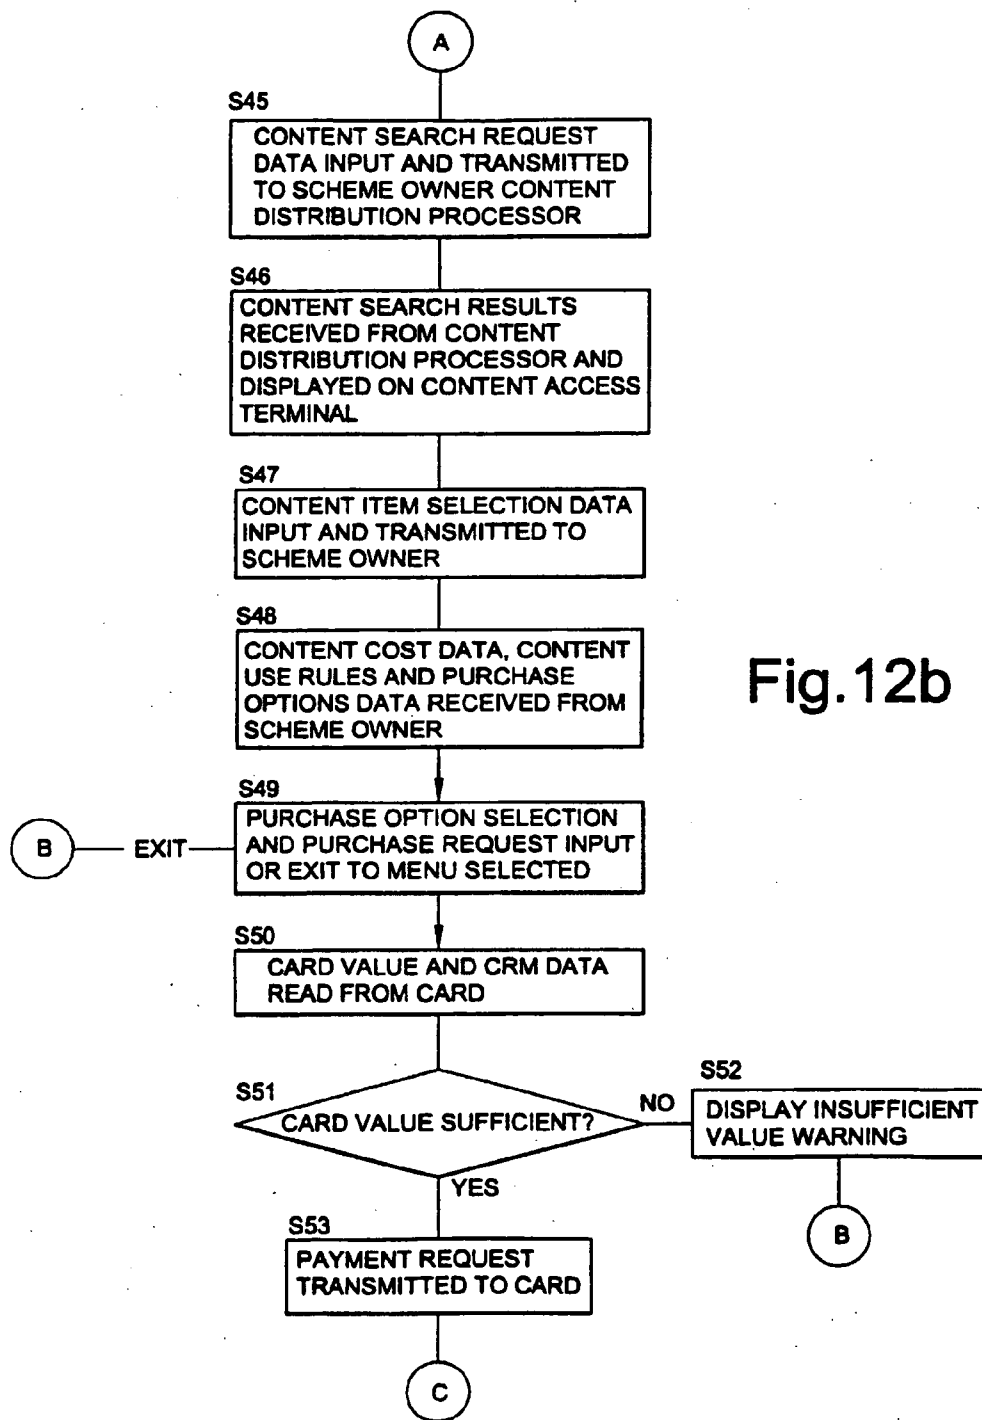 A
S45
CONTENT SEARCH REQUEST
DATA INPUT AND TRANSMITTED
TO SCHEME OWNER CONTENT
DISTRIBUTION PROCESSOR
S46
CONTENT SEARCH RESULTS
RECEIVED FROM CONTENT
DISTRIBUTION PROCESSOR AND
DISPLAYED ON CONTENT ACCESS
TERMINAL
S47
CONTENT ITEM SELECTION DATA
INPUT AND TRANSMITTED TO
SCHEME OWNER
S48
CONTENT COST DATA, CONTENT
USE RULES AND PURCHASE
OPTIONS DATA RECEIVED FROM
SCHEME OWNER
Fig.12b
S49
PURCHASE OPTION SELECTION
AND PURCHASE REQUEST INPUT
OR EXIT TO MENU SELECTED
B
EXIT
S50
CARD VALUE AND CRM DATA
READ FROM CARD
S51
CARD VALUE SUFFICIENT?
NO
S52
DISPLAY INSUFFICIENT
VALUE WARNING
YES
B
S53
PAYMENT REQUEST
TRANSMITTED TO CARD
C